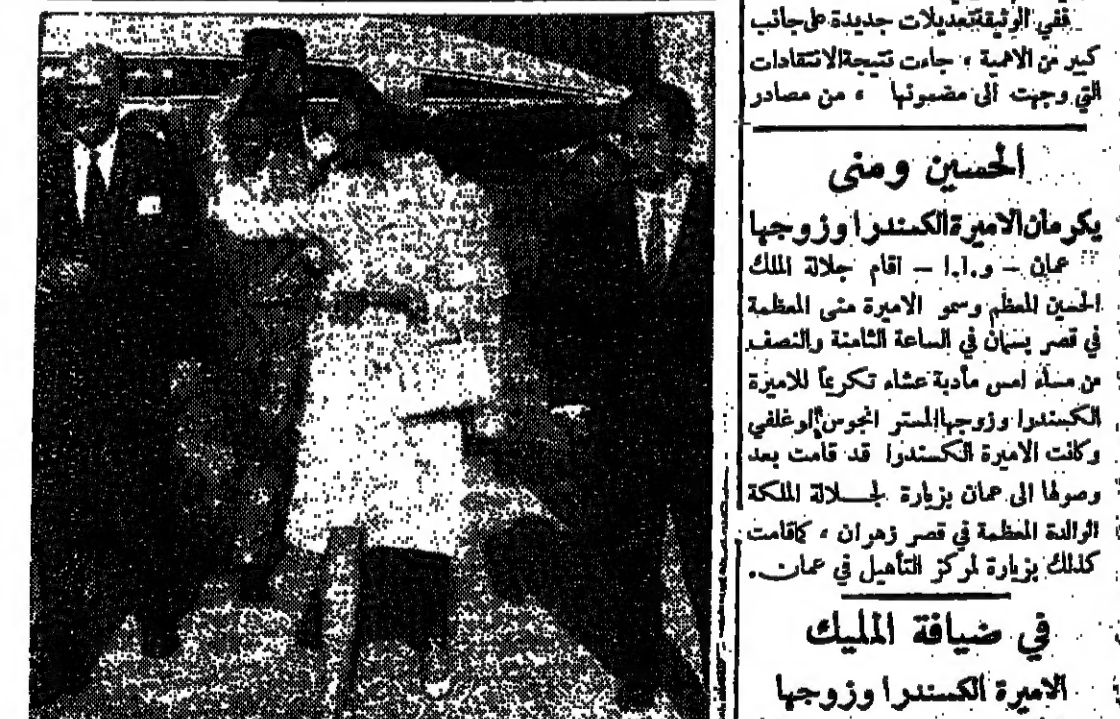 ففي الوثيقة تعديلات جديدة على جانب
كبير من الاهمية ، جاءت نتيجة الانتقادات
التي وجهت الى مضمونها ، من مصادر
الحسين ومنى
يكرمان الاميرة الكسندرا وزوجها
عمان – و.ا.ا – اقام جلالة الملك
الحسين المعظم وسمو الاميرة منى المعظمة
في قصر بسمان في الساعة الثامنة والنصف
من مساء امس مأدبة عشاء تكريماً للاميرة
الكسندرا وزوجها المستر انجوس اوغلفي
وكانت الاميرة الكسندرا قد قامت بعد
وصولها الى عمان بزيارة لجــلالة الملكة
الوالدة المعظمة في قصر زهران ، كما قامت
كذلك بزيارة لمركز التأهيل في عمان.
في ضيافة المليك
الاميرة الكسندرا وزوجها